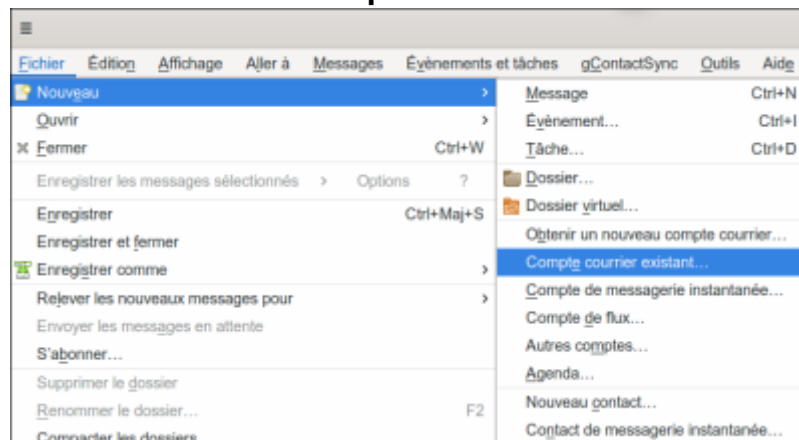 Fichier Édition Affichage Aller à Messages Évènements et tâches gContactSync Outils Aide
Nouveau
Ouvrir
Fermer Ctrl+W
Enregistrer les messages sélectionnés > Options ?
Enregistrer Ctrl+Maj+S
Enregistrer et fermer
Enregistrer comme
Relever les nouveaux messages pour
Envoyer les messages en attente
S'abonner…
Supprimer le dossier
Renommer le dossier… F2
Compacter les dossiers
Message Ctrl+N
Évènement… Ctrl+I
Tâche… Ctrl+D
Dossier…
Dossier virtuel…
Obtenir un nouveau compte courrier…
Compte courrier existant…
Compte de messagerie instantanée…
Compte de flux…
Autres comptes…
Agenda…
Nouveau contact…
Contact de messagerie instantanée…